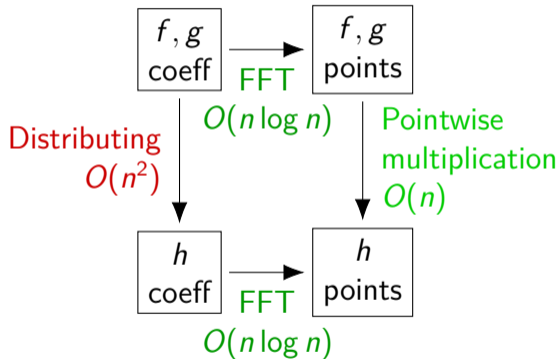 f, g
coeff
f, g
points
FFT
O(n log n)
Distributing
O(n²)
Pointwise
multiplication
O(n)
h
coeff
h
points
FFT
O(n log n)